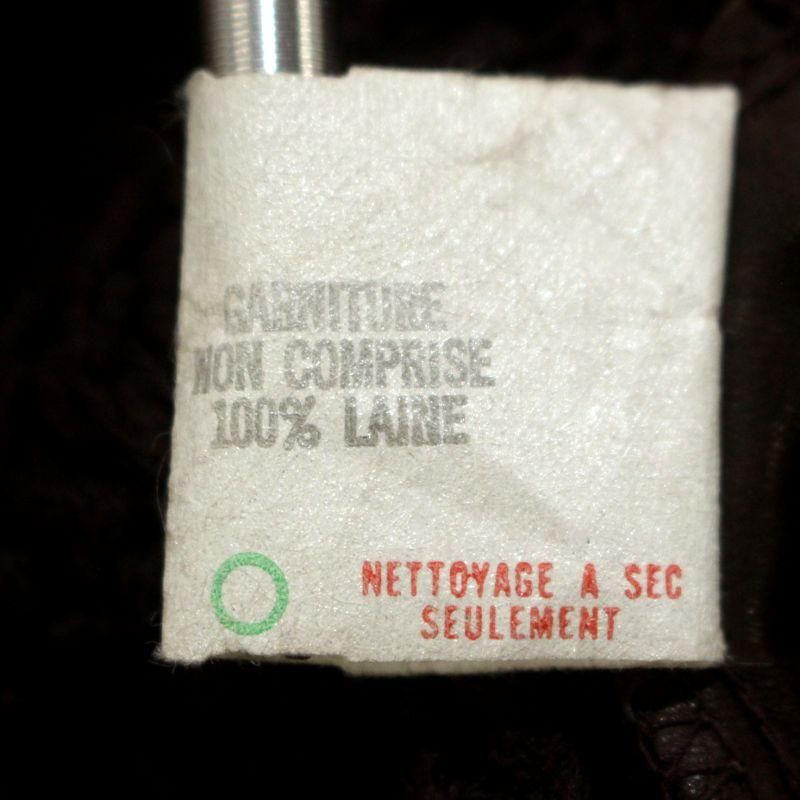 GARNITURE
NON COMPRISE
100% LAINE
NETTOYAGE A SEC
SEULEMENT